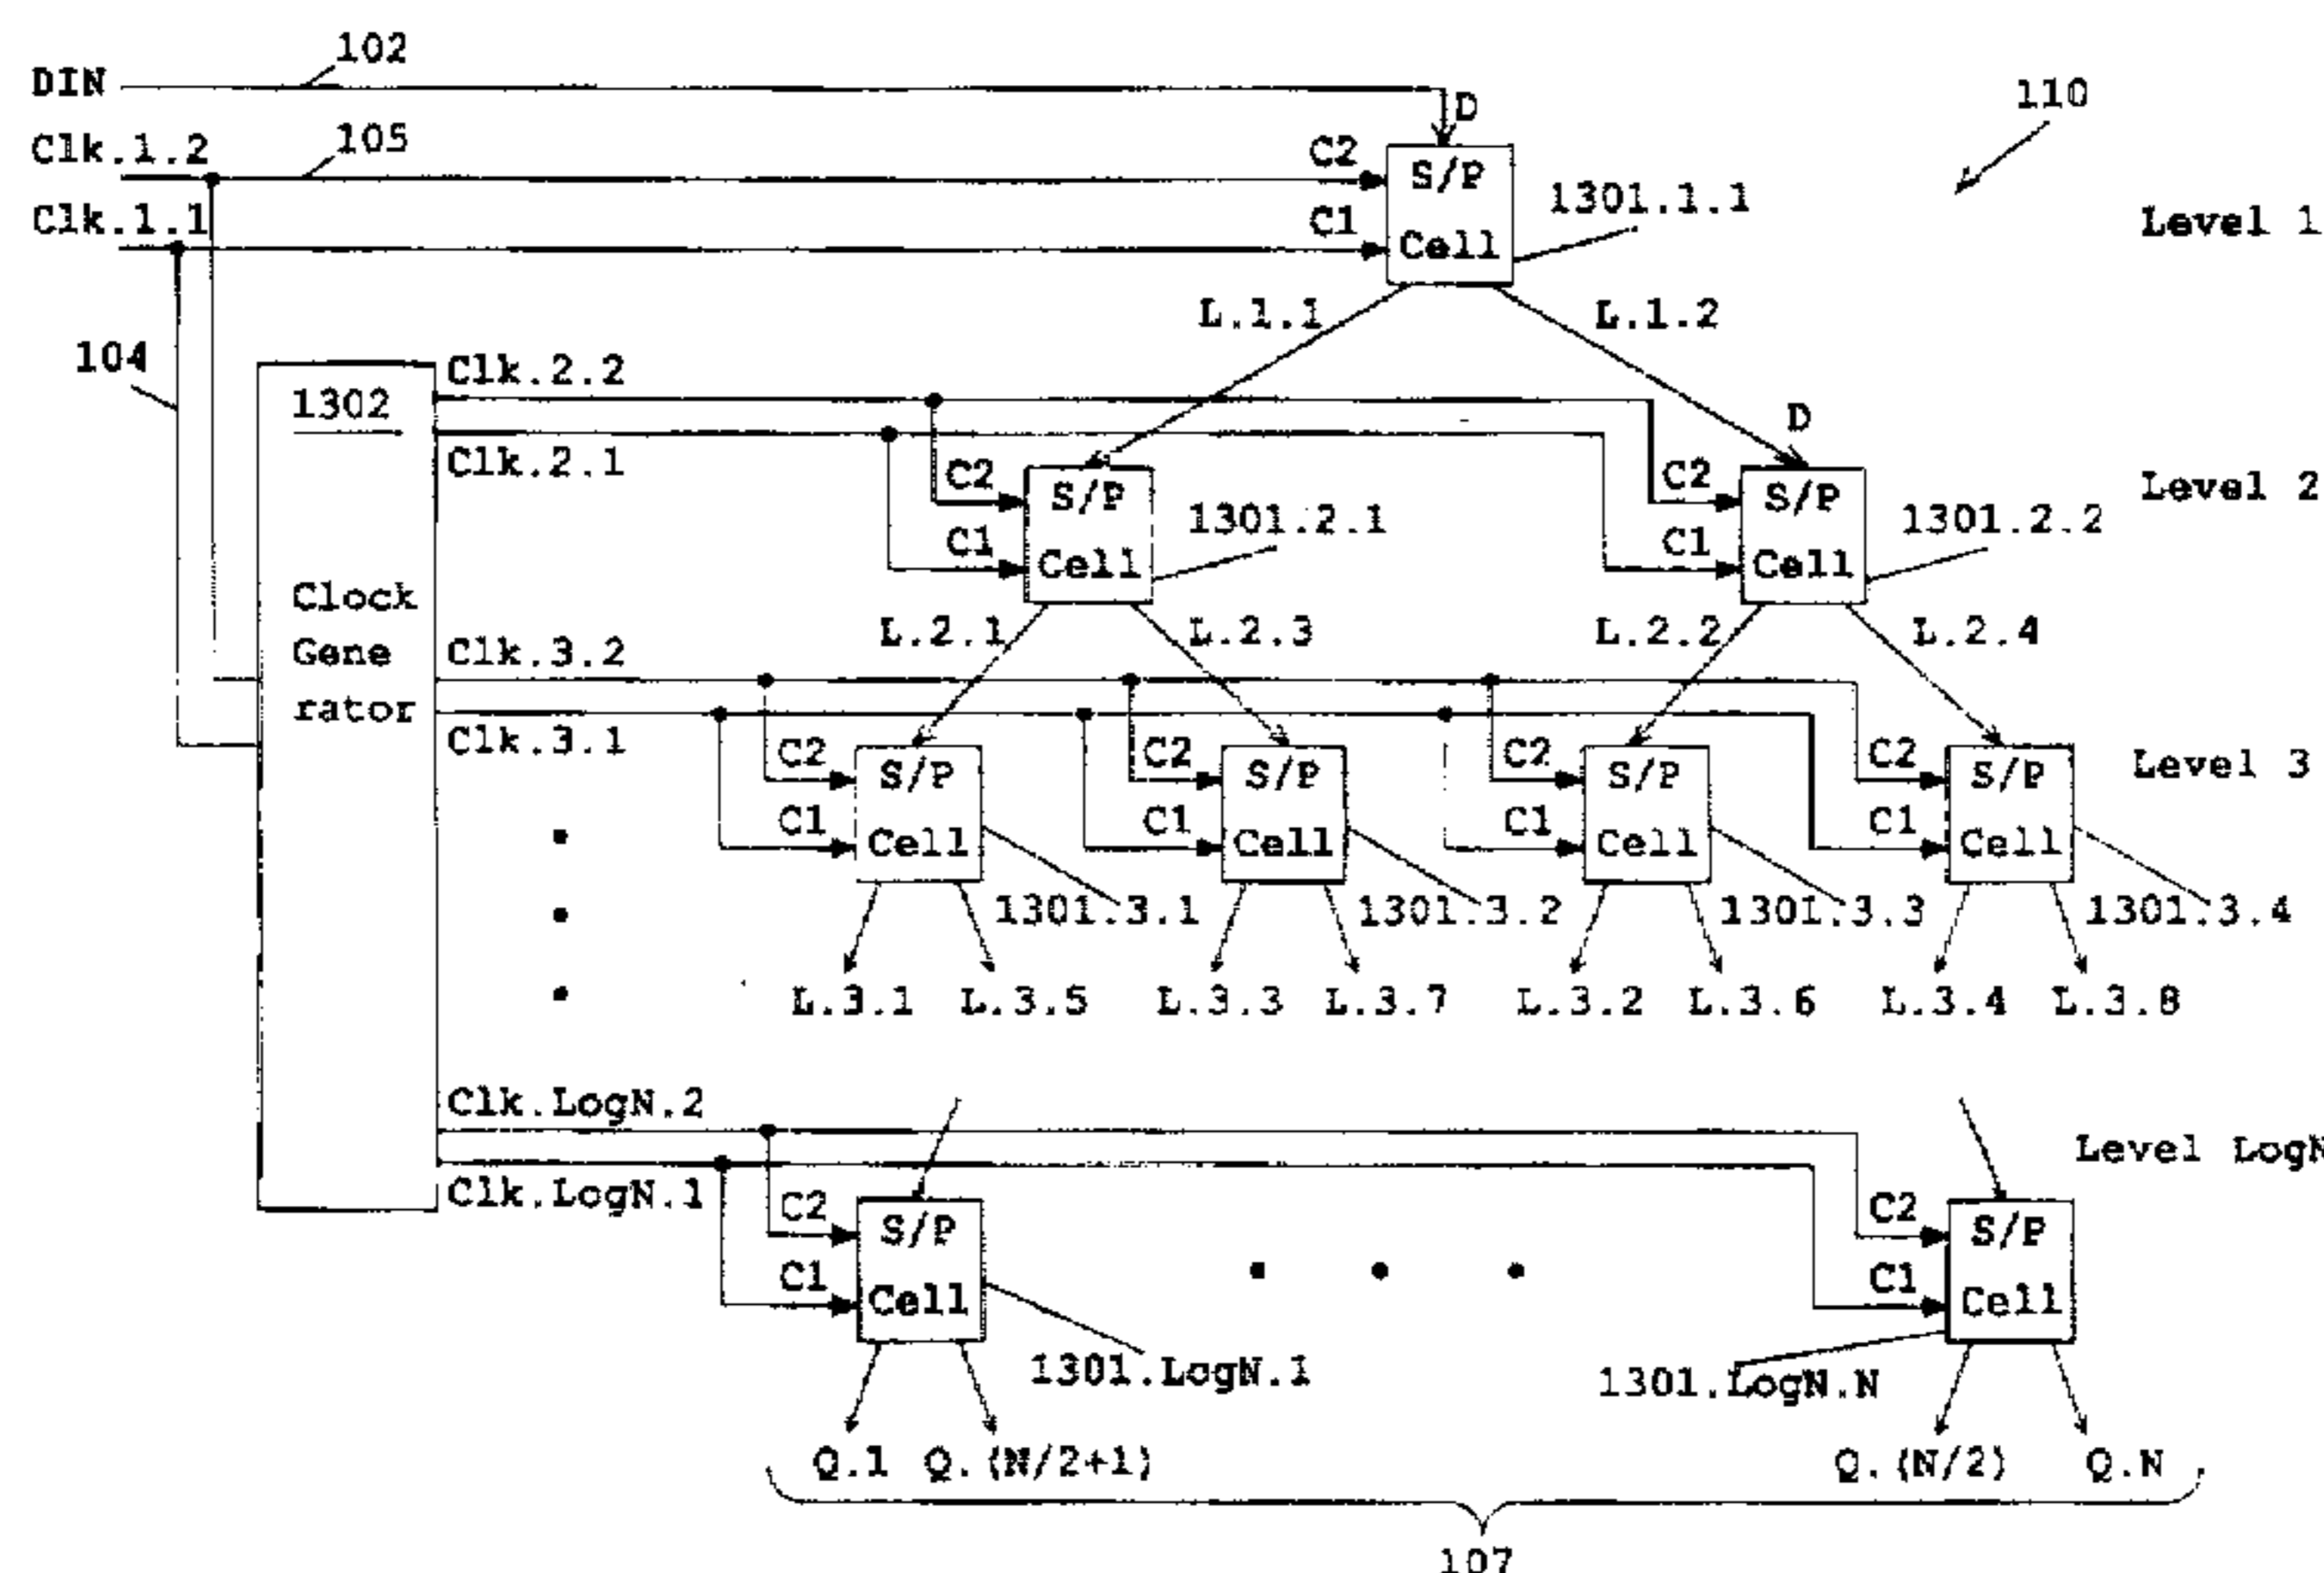 102
DIN
D
110
Clk.1.2
105
C2
S/P
Clk.1.1
C1
Cell
1301.1.1
Level 1
L.1.1
L.1.2
104
Clk.2.2
1302
D
Clk.2.1
C2
S/P
C2
S/P
Level 2
1301.2.1
1301.2.2
C1
Cell
C1
Cell
Clock
Gene
rator
L.2.1
L.2.3
L.2.2
L.2.4
Clk.3.2
Clk.3.1
C2
S/P
C2
S/P
C2
S/P
C2
S/P
Level 3
C1
Cell
C1
Cell
C1
Cell
C1
Cell
1301.3.1
1301.3.2
1301.3.3
1301.3.4
L.3.1
L.3.5
L.3.3
L.3.7
L.3.2
L.3.6
L.3.4
L.3.8
Clk.LogN.2
Level LogN
Clk.LogN.1
C2
S/P
C2
S/P
C1
Cell
C1
Cell
1301.LogN.1
1301.LogN.N
Q.1
Q.(N/2+1)
Q.(N/2)
Q.N
107